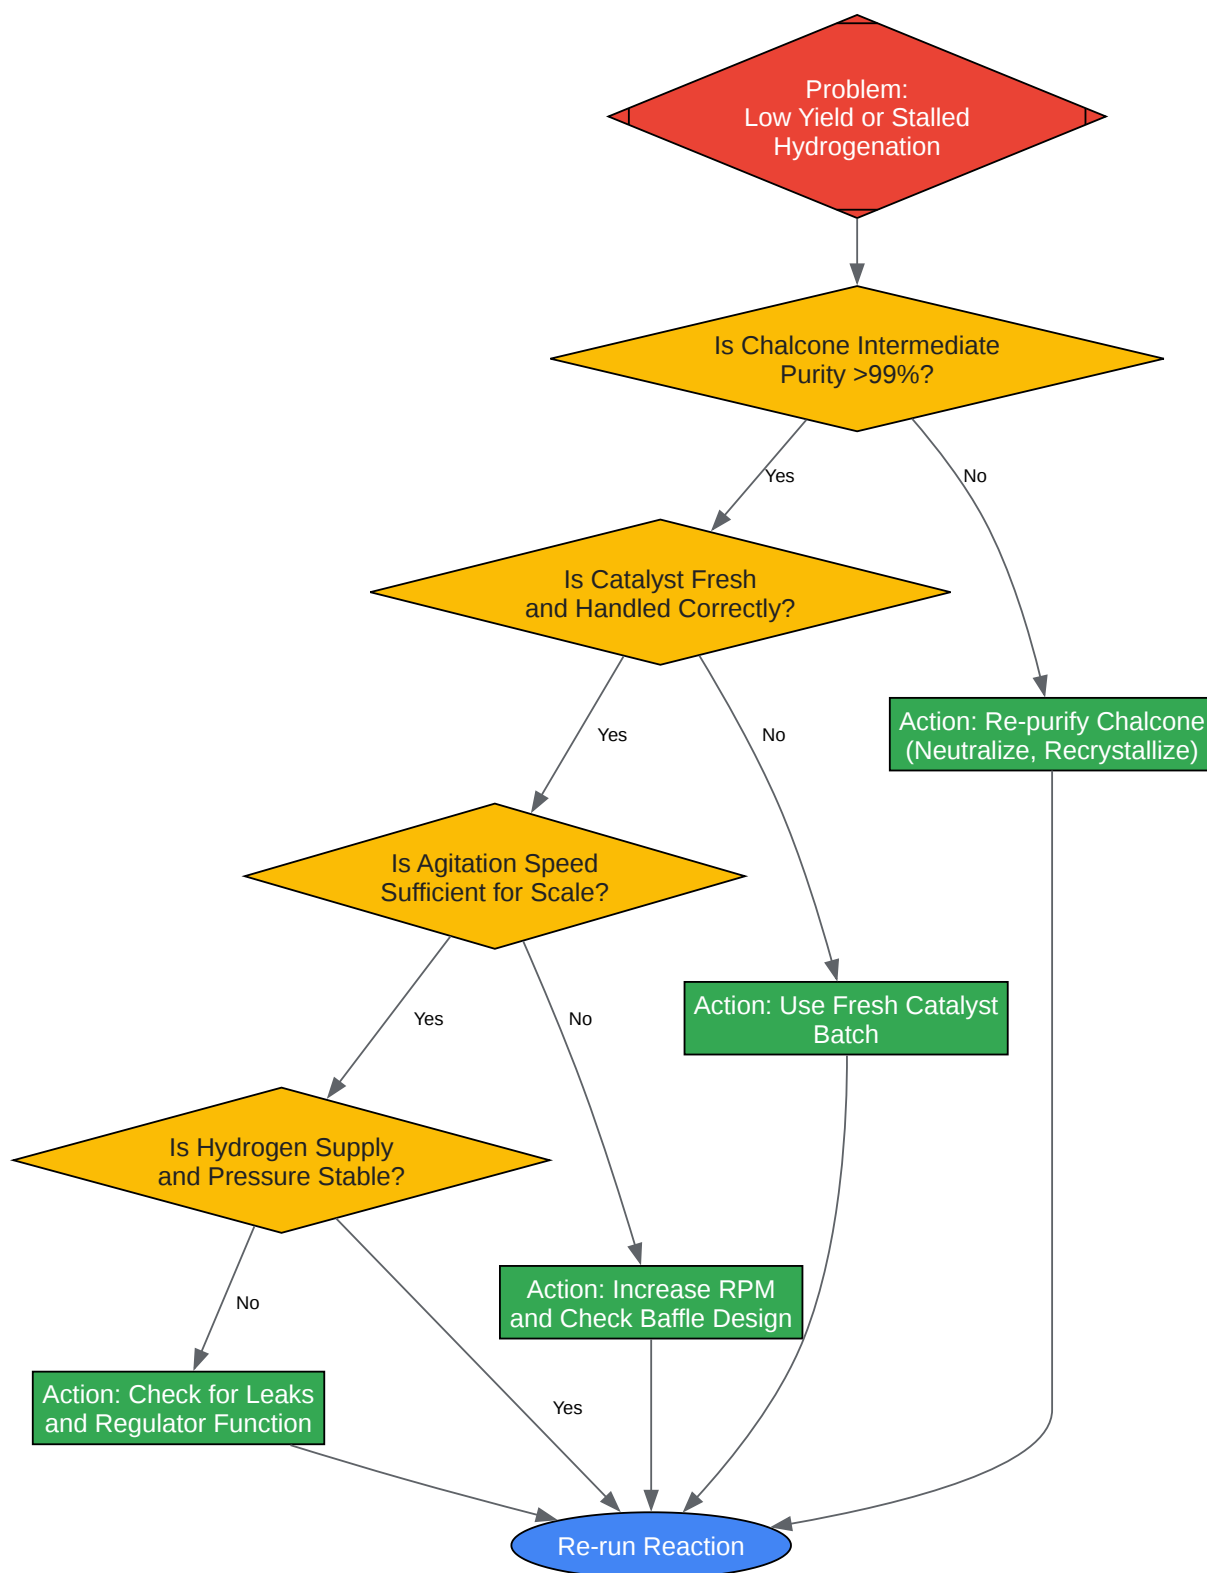 Problem:
Low Yield or Stalled
Hydrogenation
Is Chalcone Intermediate
Purity >99%?
Yes
No
Is Catalyst Fresh
and Handled Correctly?
Yes
No
Action: Re-purify Chalcone
(Neutralize, Recrystallize)
Is Agitation Speed
Sufficient for Scale?
Yes
No
Action: Use Fresh Catalyst
Batch
Is Hydrogen Supply
and Pressure Stable?
No
Yes
Action: Increase RPM
and Check Baffle Design
Action: Check for Leaks
and Regulator Function
Re-run Reaction